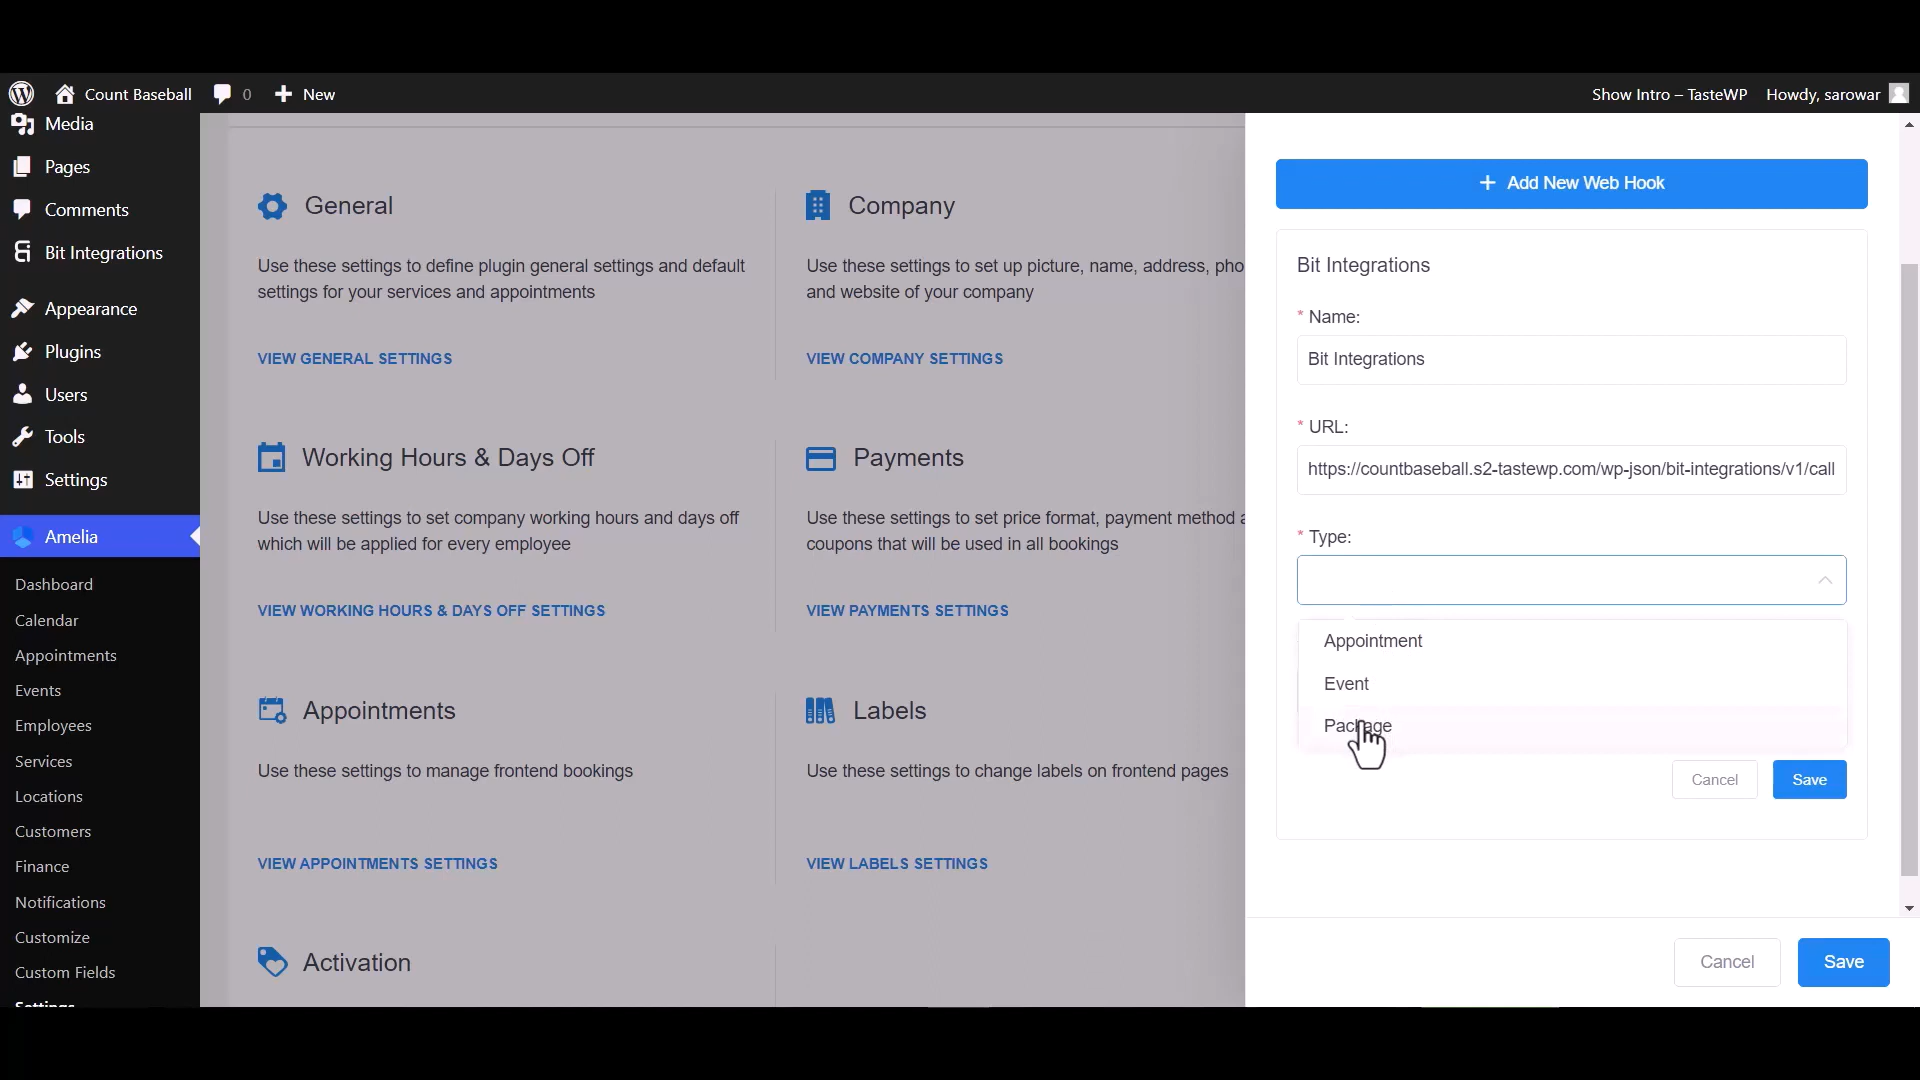 Count Baseball
0
New
Show Intro – TasteWP
Howdy, sarowar
Media
Pages
Comments
Bit Integrations
Appearance
Plugins
Users
Tools
Settings
Amelia
Dashboard
Calendar
Appointments
Events
Employees
Services
Locations
Customers
Finance
Notifications
Customize
Custom Fields
Settings
General
Use these settings to define plugin general settings and default
settings for your services and appointments
VIEW GENERAL SETTINGS
Company
Use these settings to set up picture, name, address, pho
and website of your company
VIEW COMPANY SETTINGS
Working Hours & Days Off
Use these settings to set company working hours and days off
which will be applied for every employee
VIEW WORKING HOURS & DAYS OFF SETTINGS
Payments
Use these settings to set price format, payment method a
coupons that will be used in all bookings
VIEW PAYMENTS SETTINGS
Appointments
Use these settings to manage frontend bookings
VIEW APPOINTMENTS SETTINGS
Labels
Use these settings to change labels on frontend pages
VIEW LABELS SETTINGS
Activation
Add New Web Hook
Bit Integrations
* Name:
Bit Integrations
* URL:
https://countbaseball.s2-tastewp.com/wp-json/bit-integrations/v1/call
* Type:
Appointment
Event
Package
Cancel
Save
Cancel
Save